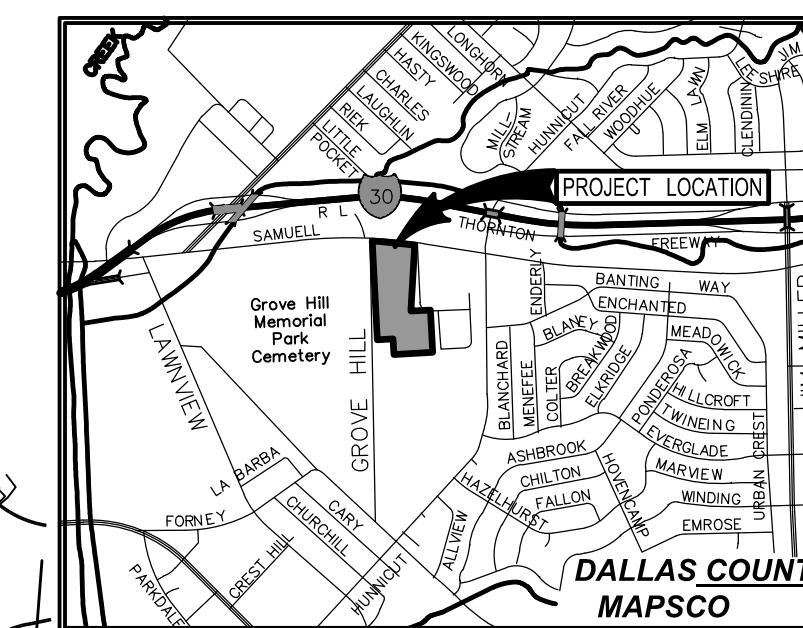 CREEK
KINGSWOOD
LONGHORN
HASTY
CHARLES
LAUGHLIN
RIEK
LITTLE
POCKET
MILL-
STREAM
HUNNICUT
FALL RIVER
WOODHUE
ELM LAWN
CLENDININ
LEESHIRE
JIM
30
PROJECT LOCATION
R L
THORNTON
FREEWAY
SAMUELL
Grove Hill
Memorial
Park
Cemetery
GROVE HILL
LAWNVIEW
ENDERLY
BANTING WAY
ENCHANTED
BLANEY
BREAKWOOD
ELKRIDGE
MEADOWICK
PONDEROSA
HILLCROFT
TWINEING
EVERGLADE
MARVIEW
WINDING
EMROSE
URBAN CREST
BLANCHARD
MENEFEE
COLTER
ASHBROOK
CHILTON
FALLON
HAZELHURST
HOVENCAMP
ALLVIEW
LA BARBA
FORNEY
CARY
CHURCHILL
CREST HILL
HUNNICUT
PARKDALE
DALLAS COUNT
MAPSCO